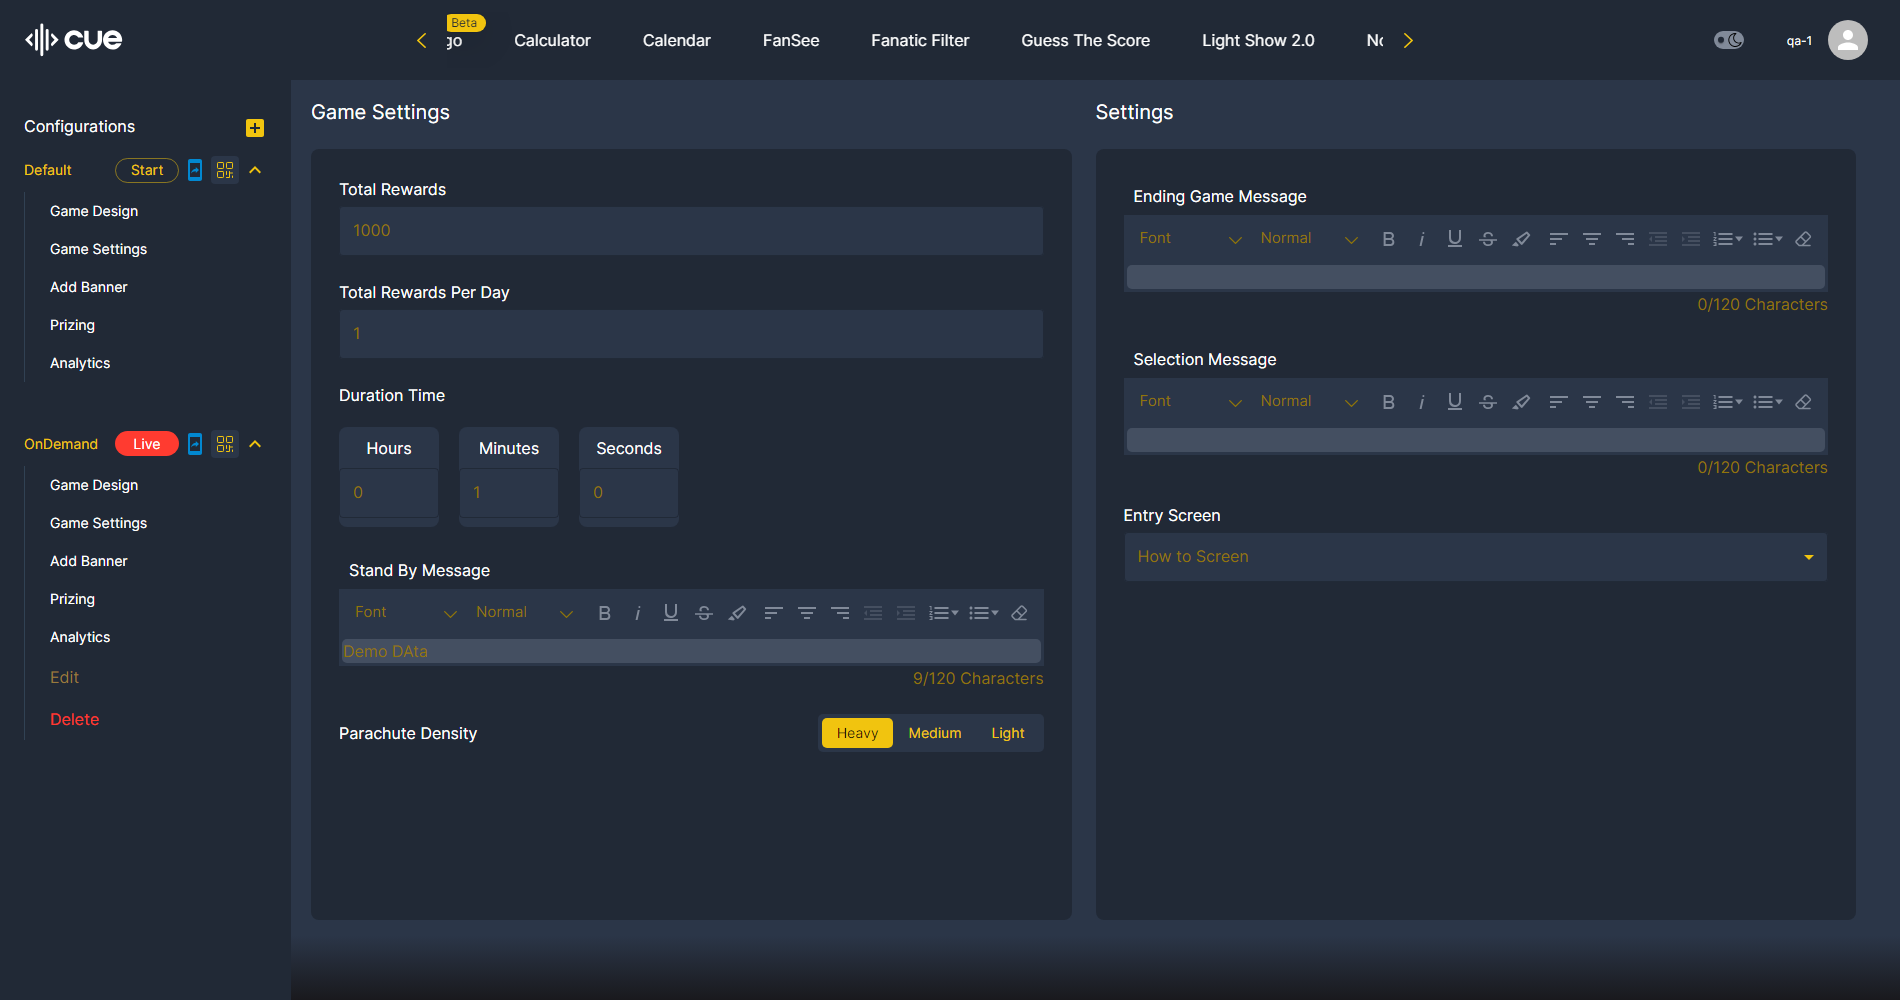 cue
Beta
go
Calculator
Calendar
FanSee
Fanatic Filter
Guess The Score
Light Show 2.0
qa-1
Configurations
Default
Start
Game Design
Game Settings
Add Banner
Prizing
Analytics
OnDemand
Live
Game Design
Game Settings
Add Banner
Prizing
Analytics
Edit
Delete
Game Settings
Total Rewards
1000
Total Rewards Per Day
1
Duration Time
Hours
Minutes
Seconds
0
1
0
Stand By Message
Font
Normal
B
i
U
S
Demo DAta
9/120 Characters
Parachute Density
Heavy
Medium
Light
Settings
Ending Game Message
Font
Normal
B
i
U
S
0/120 Characters
Selection Message
Font
Normal
B
i
U
S
0/120 Characters
Entry Screen
How to Screen